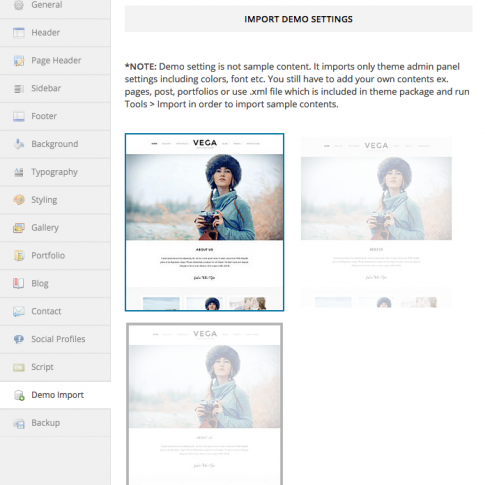 General
Header
Page Header
Sidebar
Footer
Background
Typography
Styling
Gallery
Portfolio
Blog
Contact
Social Profiles
Script
Demo Import
Backup
IMPORT DEMO SETTINGS
*NOTE: Demo setting is not sample content. It imports only theme admin panel
settings including colors, font etc. You still have to add your own contents ex.
pages, post, portfolios or use .xml file which is included in theme package and run
Tools > Import in order to import sample contents.
VEGA
ABOUT US
VEGA
ABOUT US
VEGA
ABOUT US